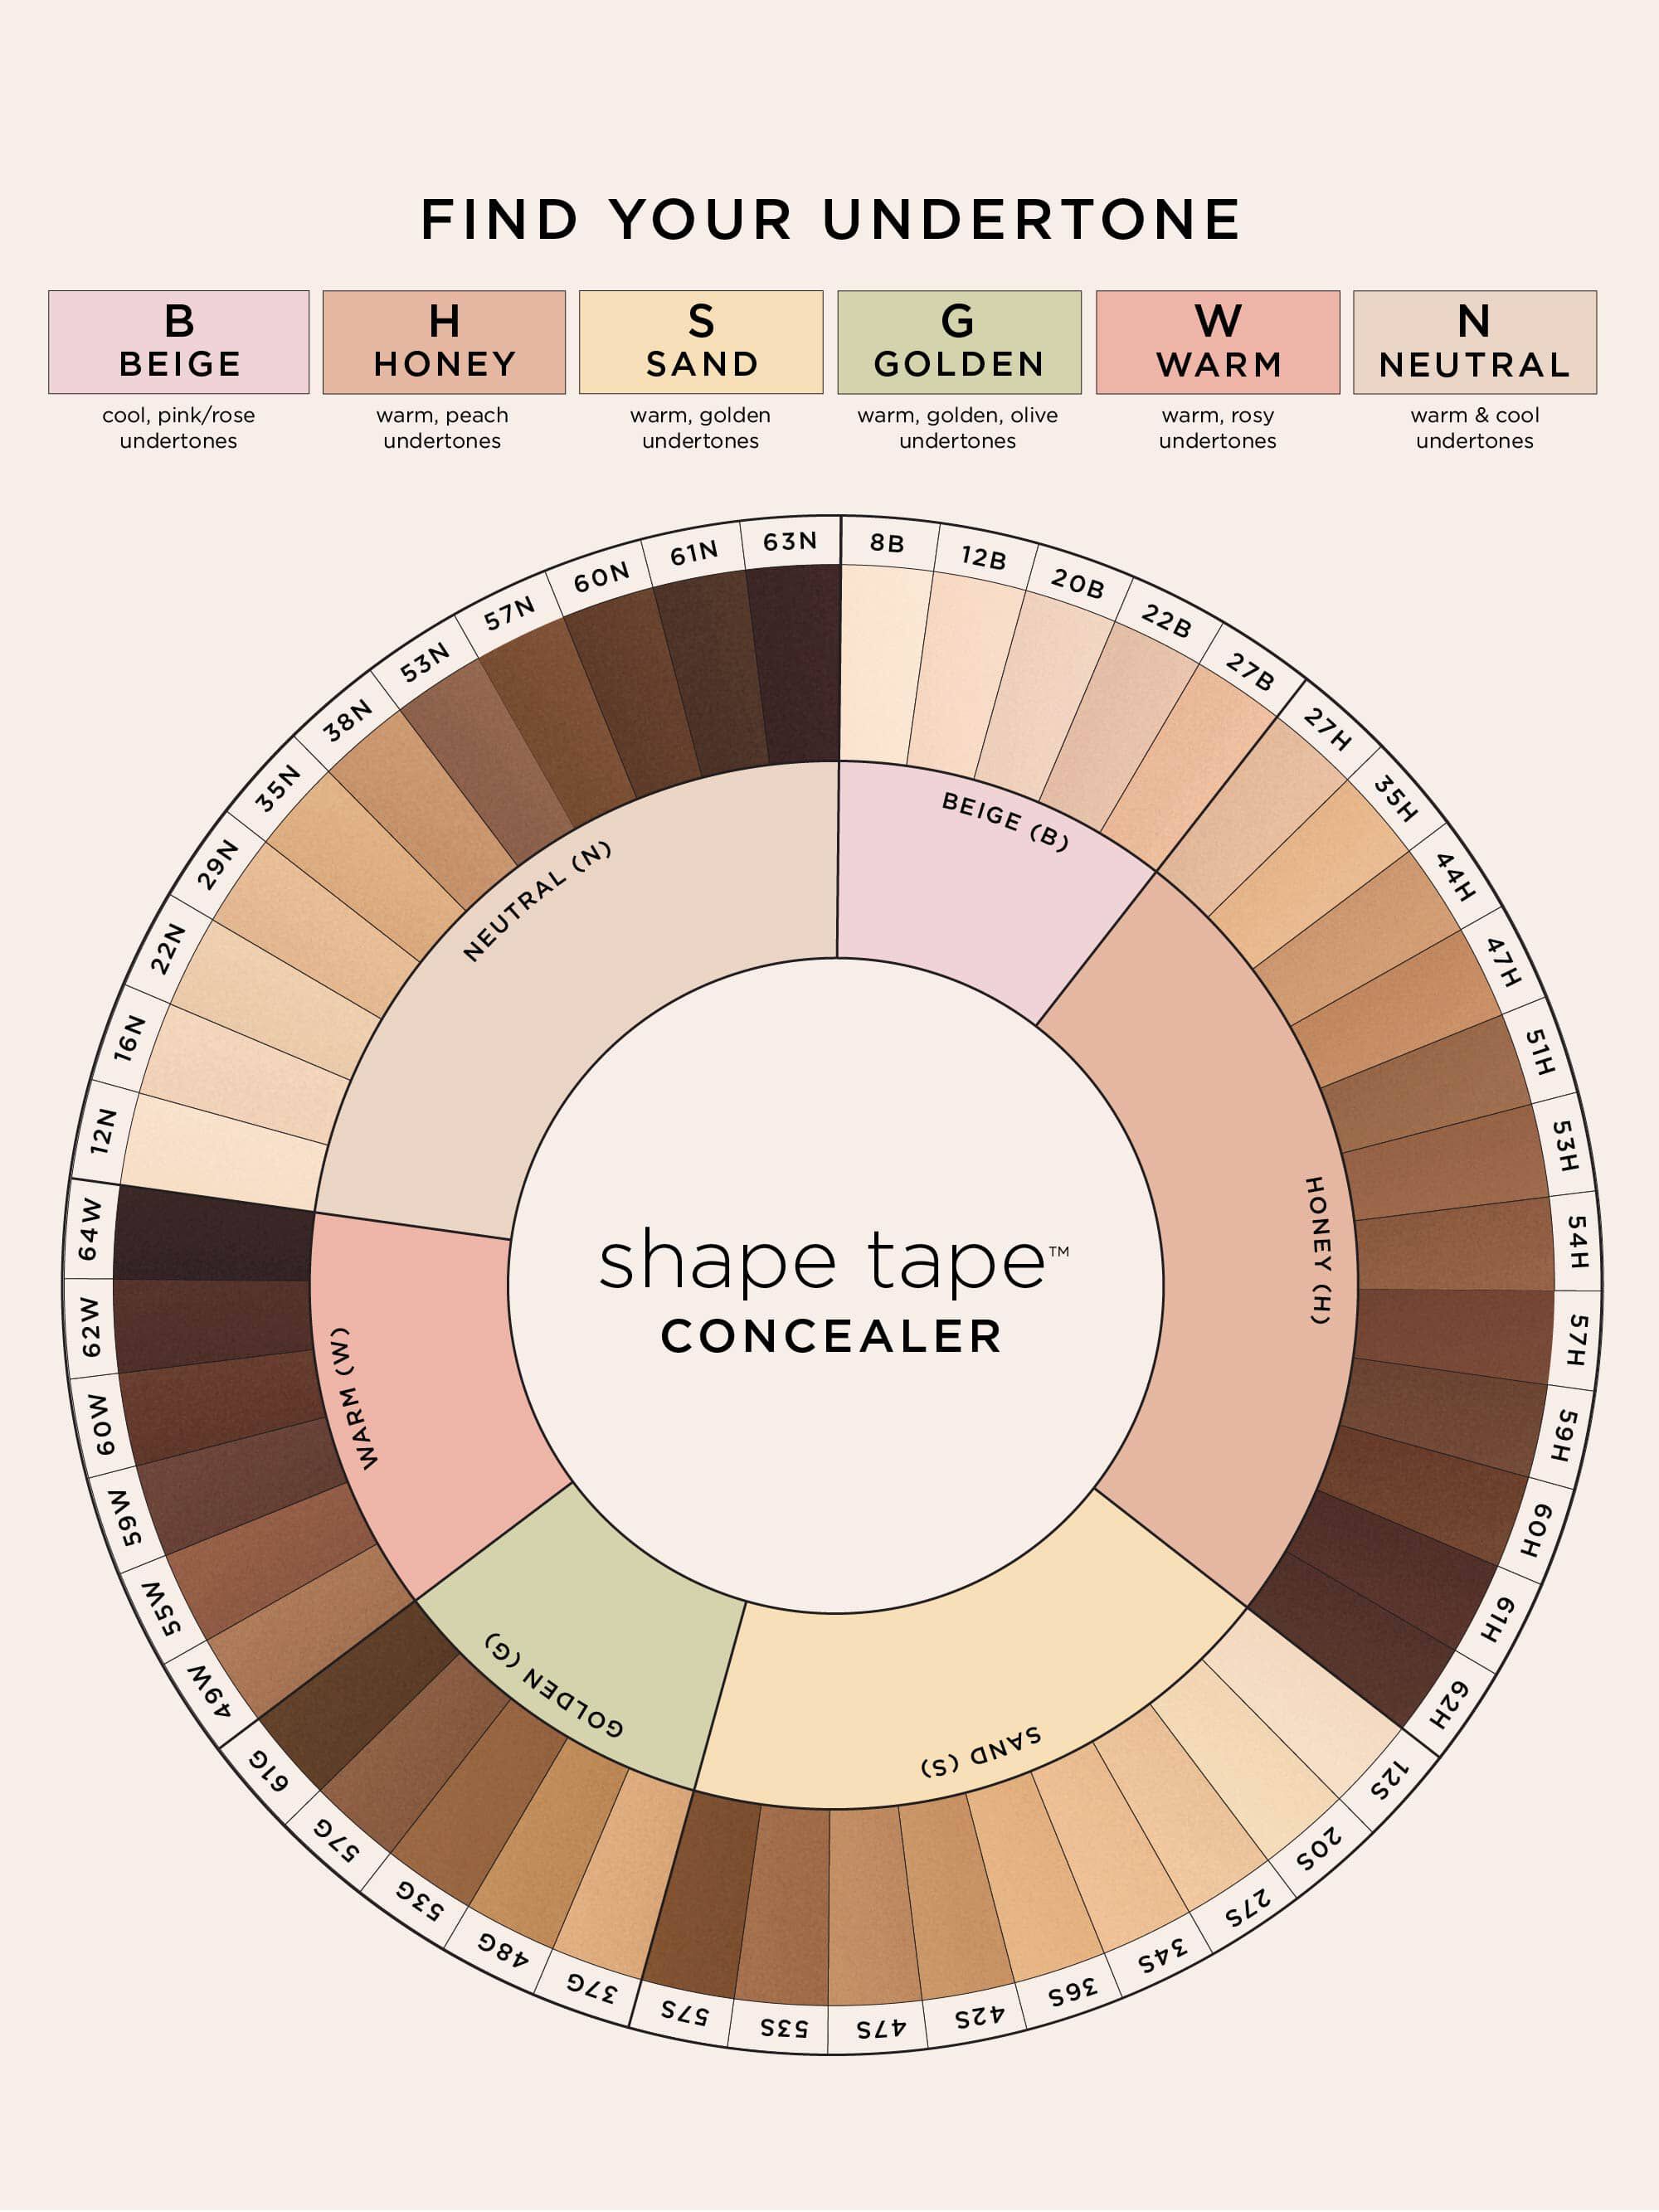 FIND YOUR UNDERTONE
B
BEIGE
cool, pink/rose
undertones
H
HONEY
warm, peach
undertones
S
SAND
warm, golden
undertones
G
GOLDEN
warm, golden, olive
undertones
W
WARM
warm, rosy
undertones
N
NEUTRAL
warm & cool
undertones
8B
12B
20B
22B
27B
27H
35H
44H
47H
51H
53H
54H
57H
59H
60H
61H
62H
12S
20S
27S
34S
36S
42S
47S
53S
57S
37G
48G
53G
57G
61G
49W
55W
59W
60W
62W
64W
12N
16N
22N
29N
35N
38N
53N
57N
60N
61N
63N
BEIGE (B)
HONEY (H)
SAND (S)
GOLDEN (G)
WARM (W)
NEUTRAL (N)
shape tape™
CONCEALER